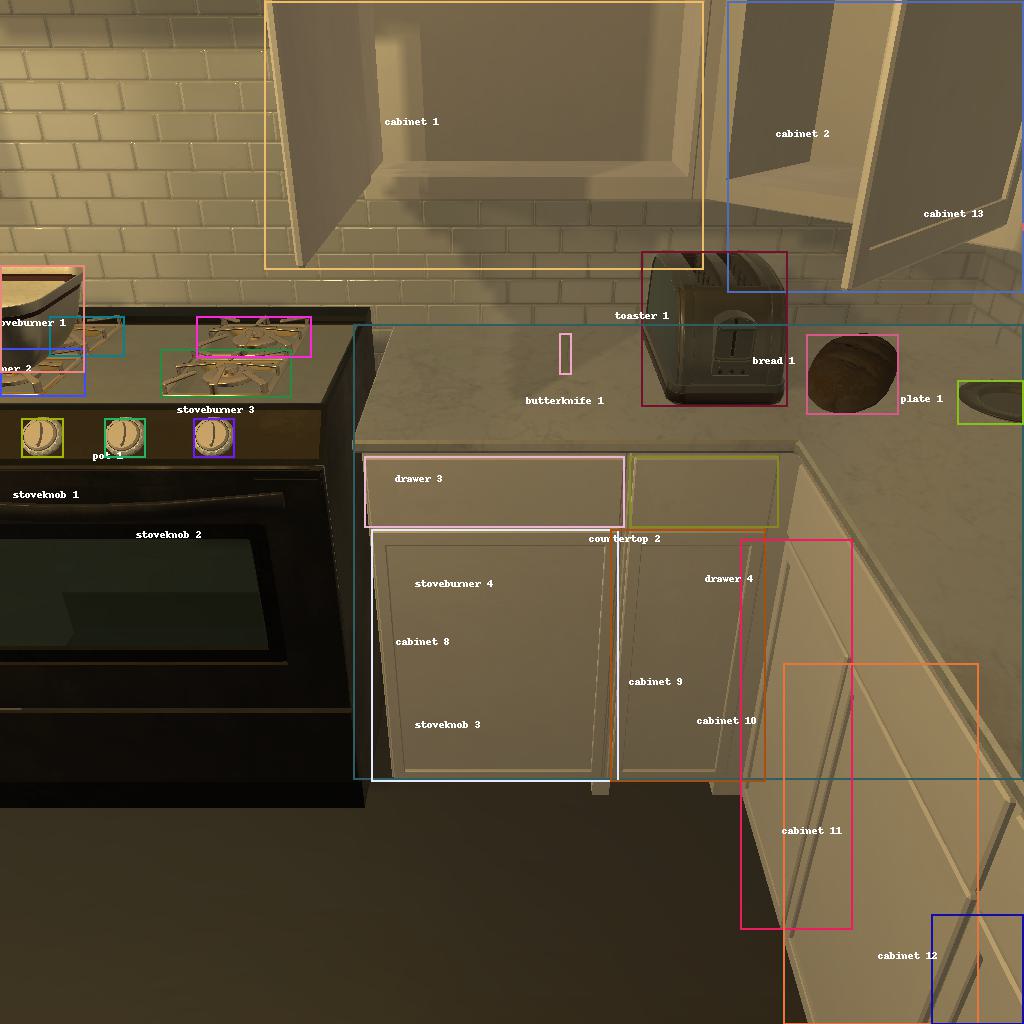 cabinet 1
cabinet 2
cabinet 13
toaster 1
oveburner 1
bread 1
ner 2
plate 1
butterknife 1
stoveburner 3
pot 1
drawer 3
stoveknob 1
stoveknob 2
countertop 2
drawer 4
stoveburner 4
cabinet 8
cabinet 9
cabinet 10
stoveknob 3
cabinet 11
cabinet 12